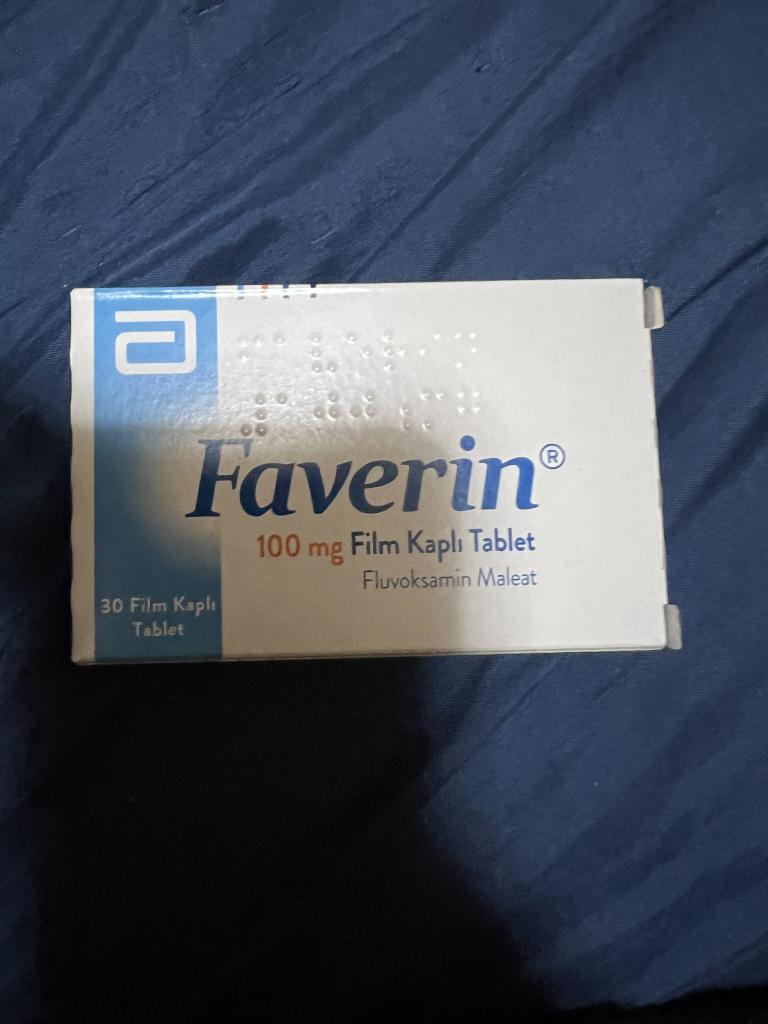 Faverin®
100 mg Film Kaplı Tablet
Fluvoksamin Maleat
30 Film Kaplı
Tablet